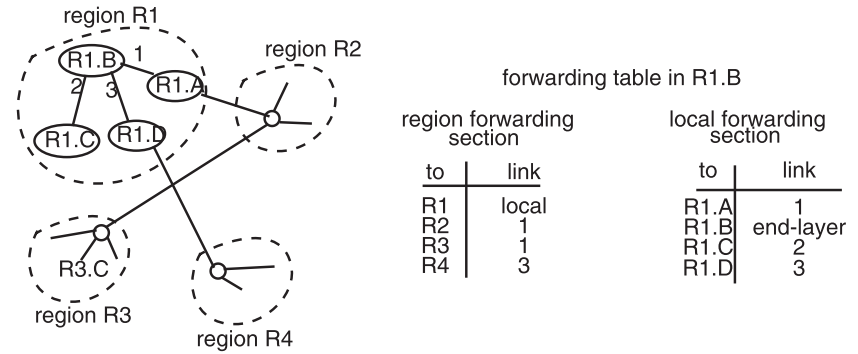 region R1
region R2
R1.B
1
2
3
R1.A
R1.C
R1.D
R3.C
region R3
region R4
forwarding table in R1.B
region forwarding
section
to link
R1 local
R2 1
R3 1
R4 3
local forwarding
section
to link
R1.A 1
R1.B end-layer
R1.C 2
R1.D 3